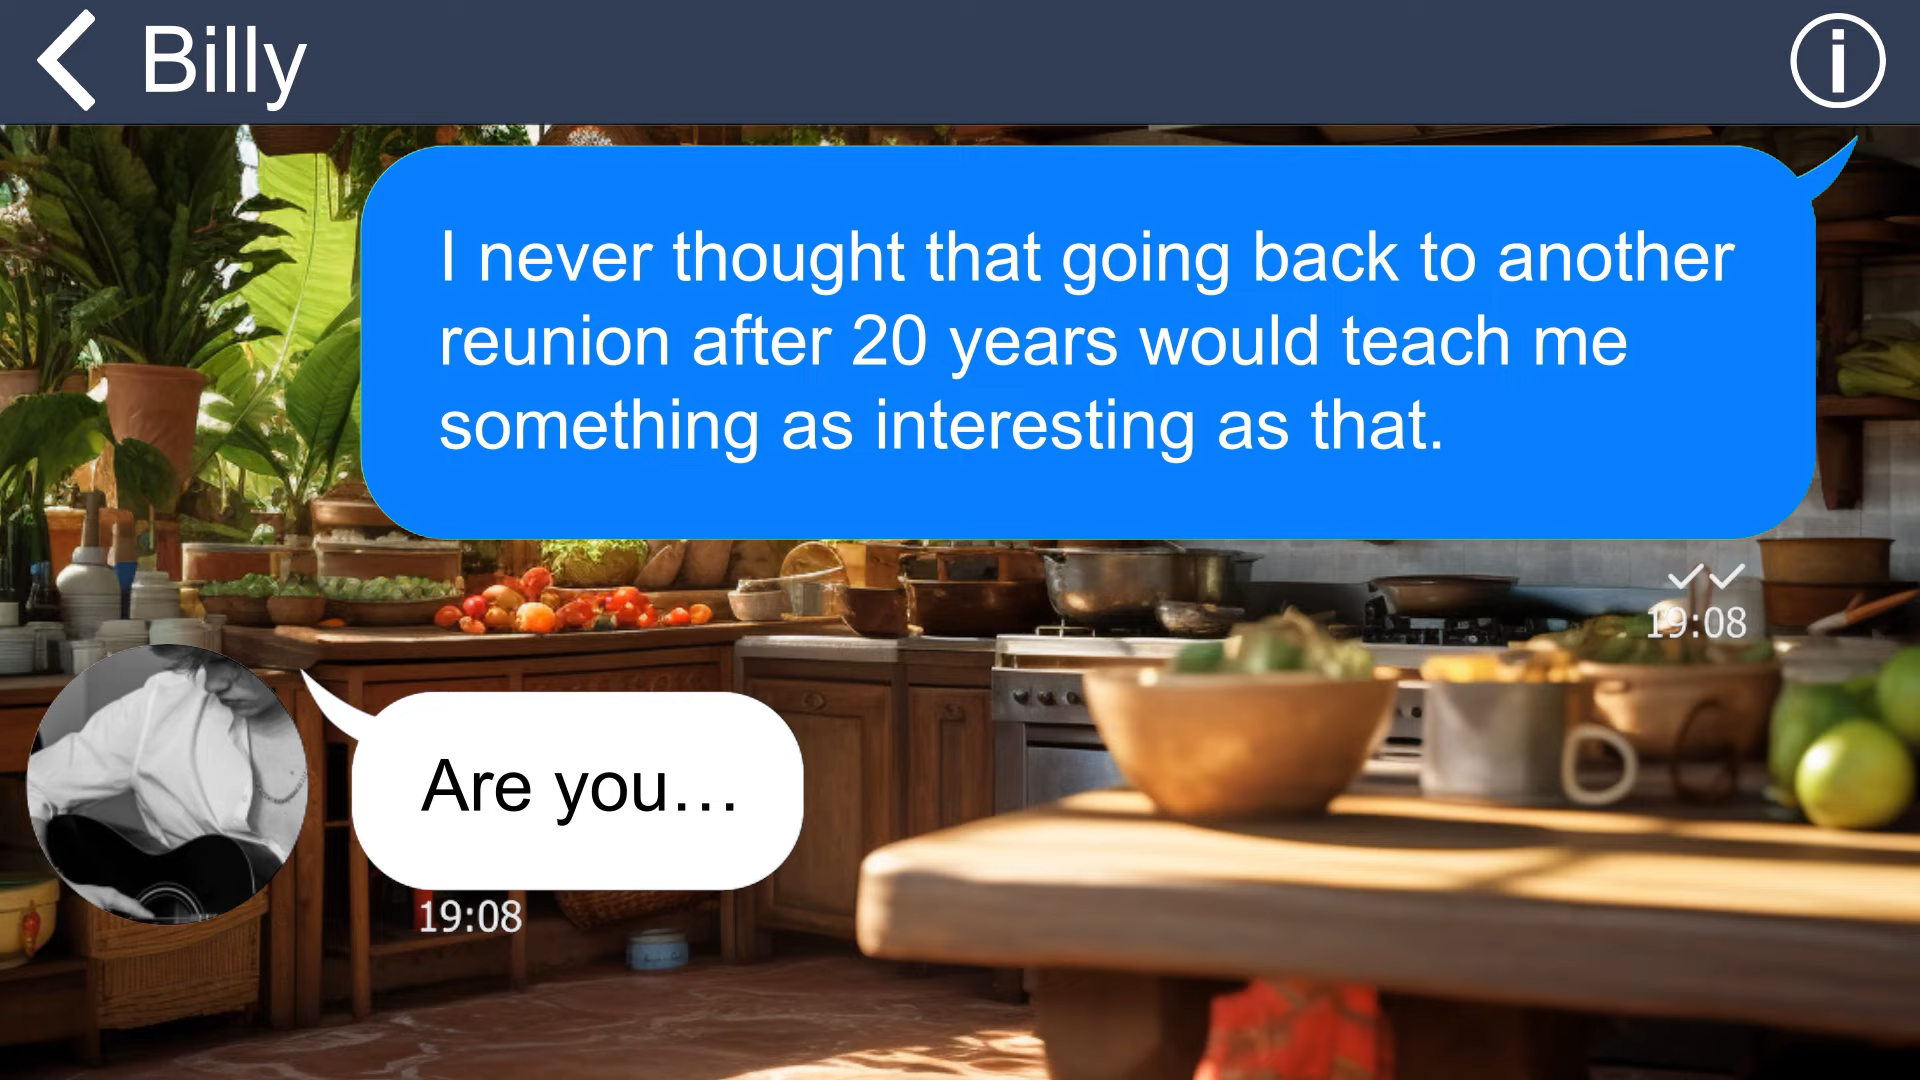 Billy
I never thought that going back to another
reunion after 20 years would teach me
something as interesting as that.
19:08
Are you…
19:08